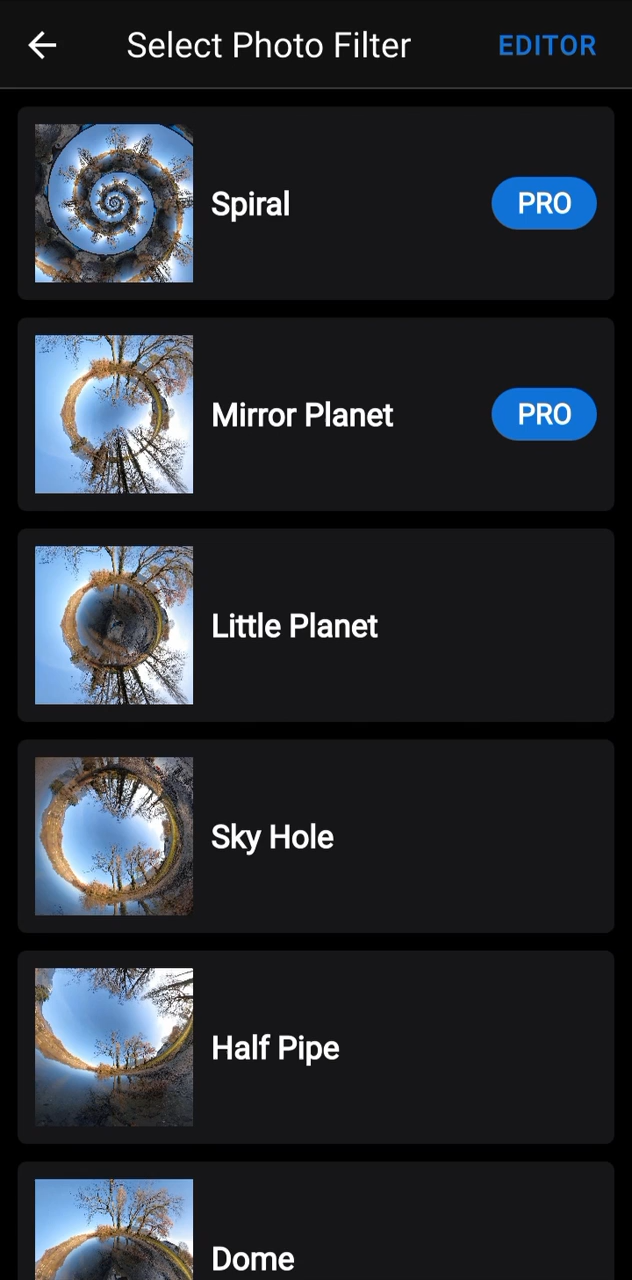 Select Photo Filter EDITOR
Spiral PRO
Mirror Planet PRO
Little Planet
Sky Hole
Half Pipe
Dome